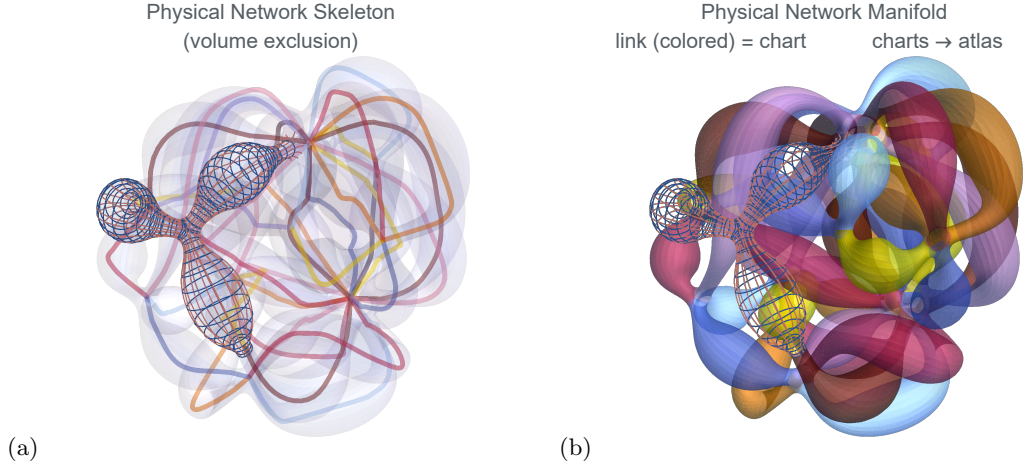 Physical Network Skeleton
(volume exclusion)
(a)
Physical Network Manifold
link (colored) = chart charts → atlas
(b)